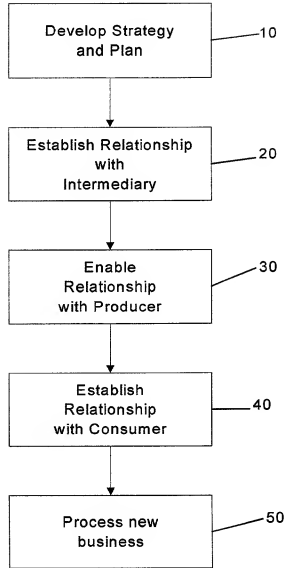 Develop Strategy
and Plan
10
Establish Relationship
with
Intermediary
20
Enable
Relationship
with Producer
30
Establish
Relationship
with Consumer
40
Process new
business
50